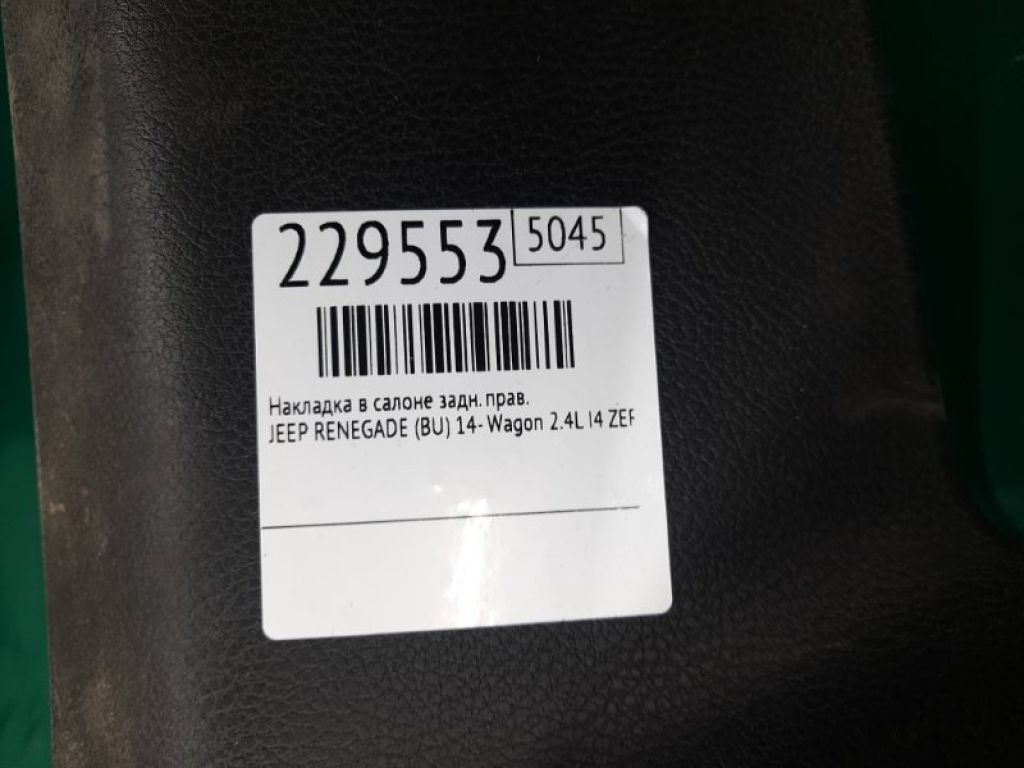 229553 5045
Накладка в салоне задн. прав.
JEEP RENEGADE (BU) 14- Wagon 2.4L I4 ZEF